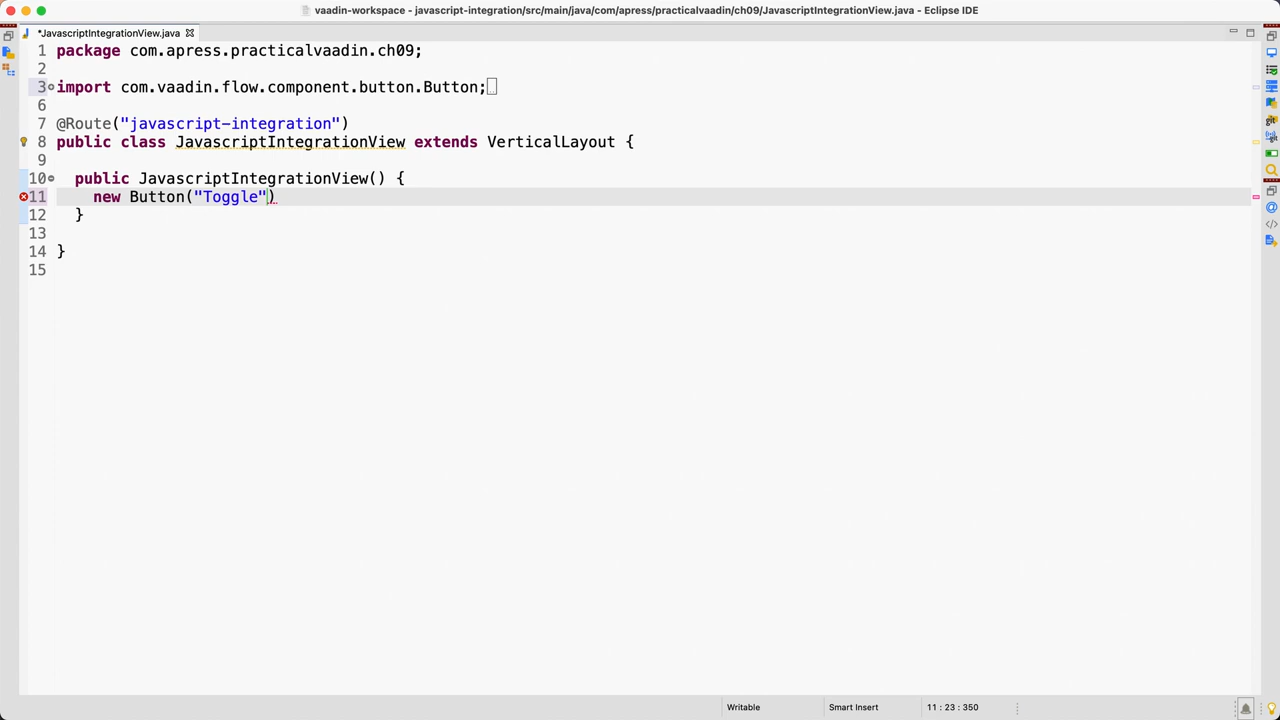 vaadin-workspace - javascript-integration/src/main/java/com/apress/practicalvaadin/ch09/JavascriptIntegrationView.java - Eclipse IDE
*JavascriptIntegrationView.java
1 package com.apress.practicalvaadin.ch09;
2
3 import com.vaadin.flow.component.button.Button;
6
7 @Route("javascript-integration")
8 public class JavascriptIntegrationView extends VerticalLayout {
9
10 public JavascriptIntegrationView() {
11 new Button("Toggle")
12 }
13
14 }
15
Writable Smart Insert 11 : 23 : 350